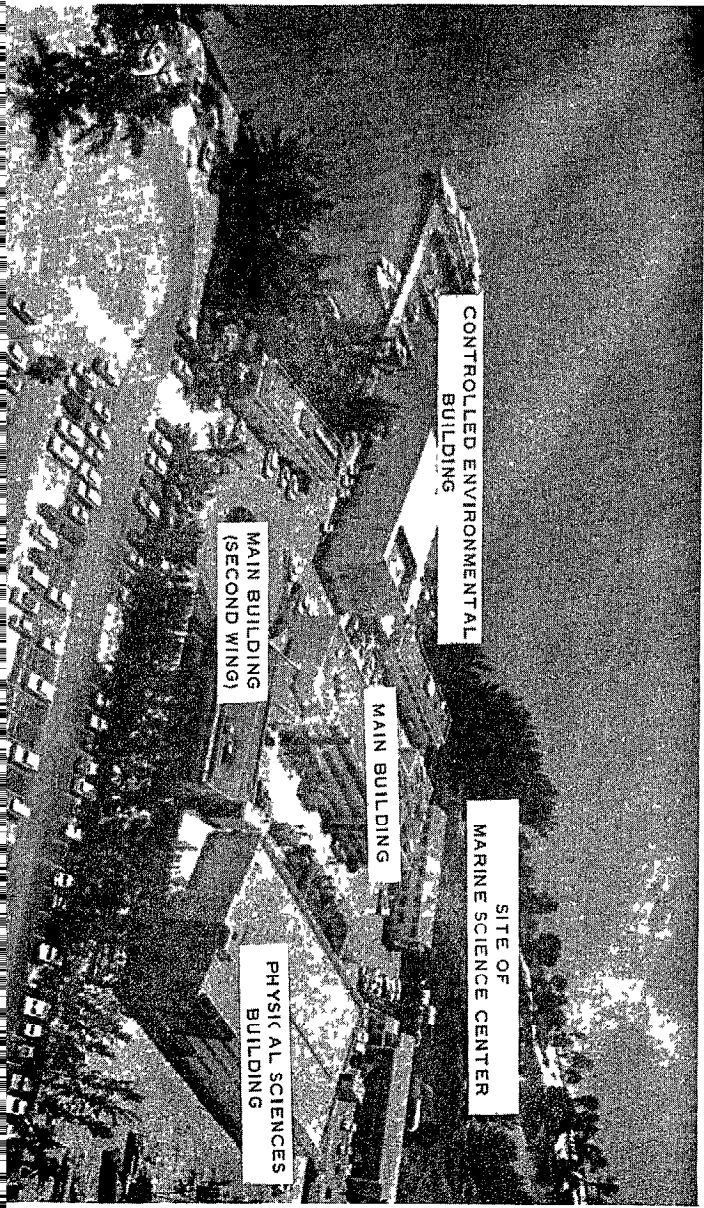 CONTROLLED ENVIRONMENTAL
BUILDING
SITE OF
MARINE SCIENCE CENTER
MAIN BUILDING
MAIN BUILDING
(SECOND WING)
PHYSICAL SCIENCES
BUILDING